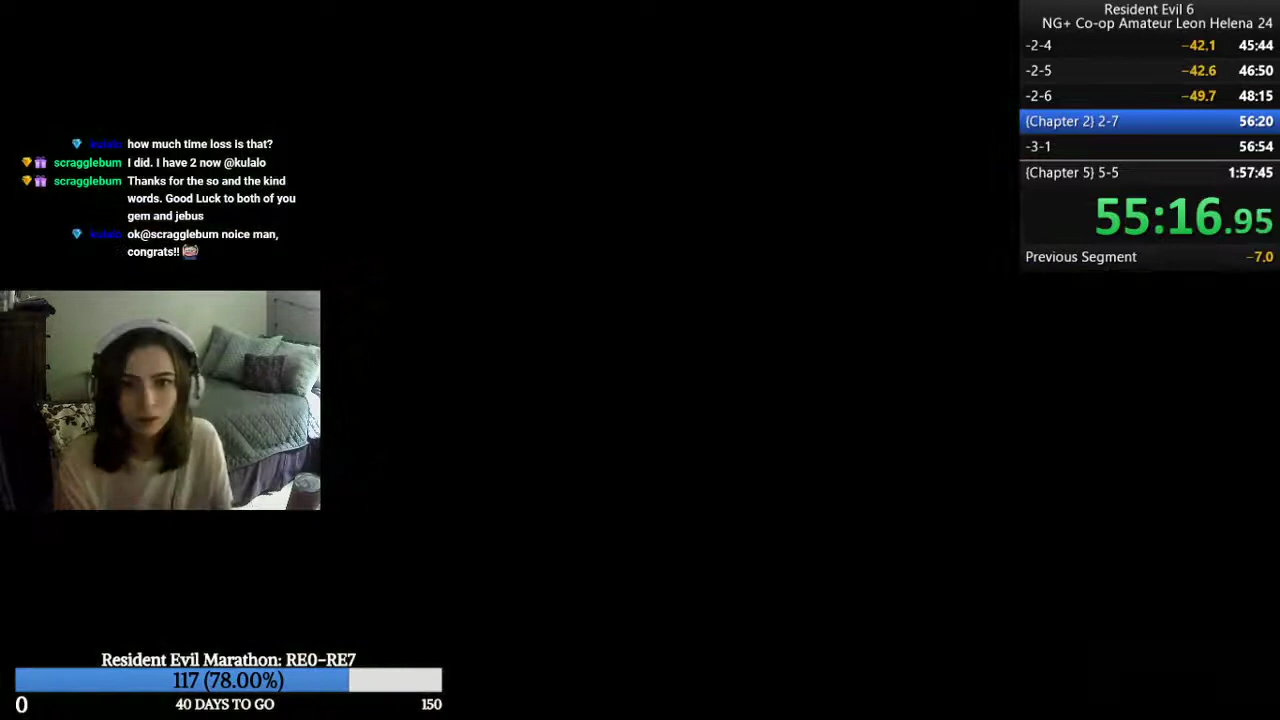 Resident Evil 6
NG+ Co-op Amateur Leon Helena 24
-2-4 −42.1 45:44
-2-5 −42.6 46:50
-2-6 −49.7 48:15
{Chapter 2} 2-7 56:20
-3-1 56:54
{Chapter 5} 5-5 1:57:45
55:16.95
Previous Segment −7.0
kulalo how much time loss is that?
scragglebum I did. I have 2 now @kulalo
scragglebum Thanks for the so and the kind
words. Good Luck to both of you
gem and jebus
kulalo ok@scragglebum noice man,
congrats!!
Resident Evil Marathon: RE0-RE7
117 (78.00%)
0 40 DAYS TO GO 150